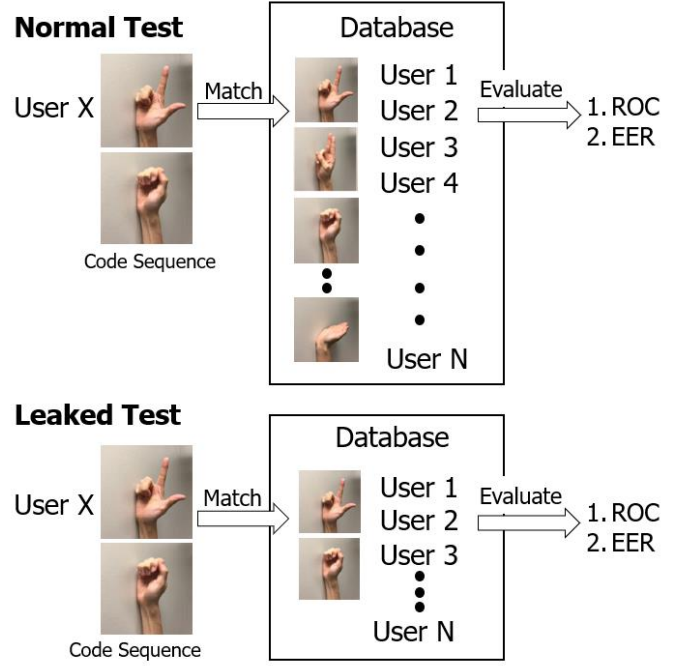 Normal Test
User X
Code Sequence
Match
Database
User 1
User 2
User 3
User 4
User N
Evaluate
1. ROC
2. EER
Leaked Test
User X
Code Sequence
Match
Database
User 1
User 2
User 3
User N
Evaluate
1. ROC
2. EER